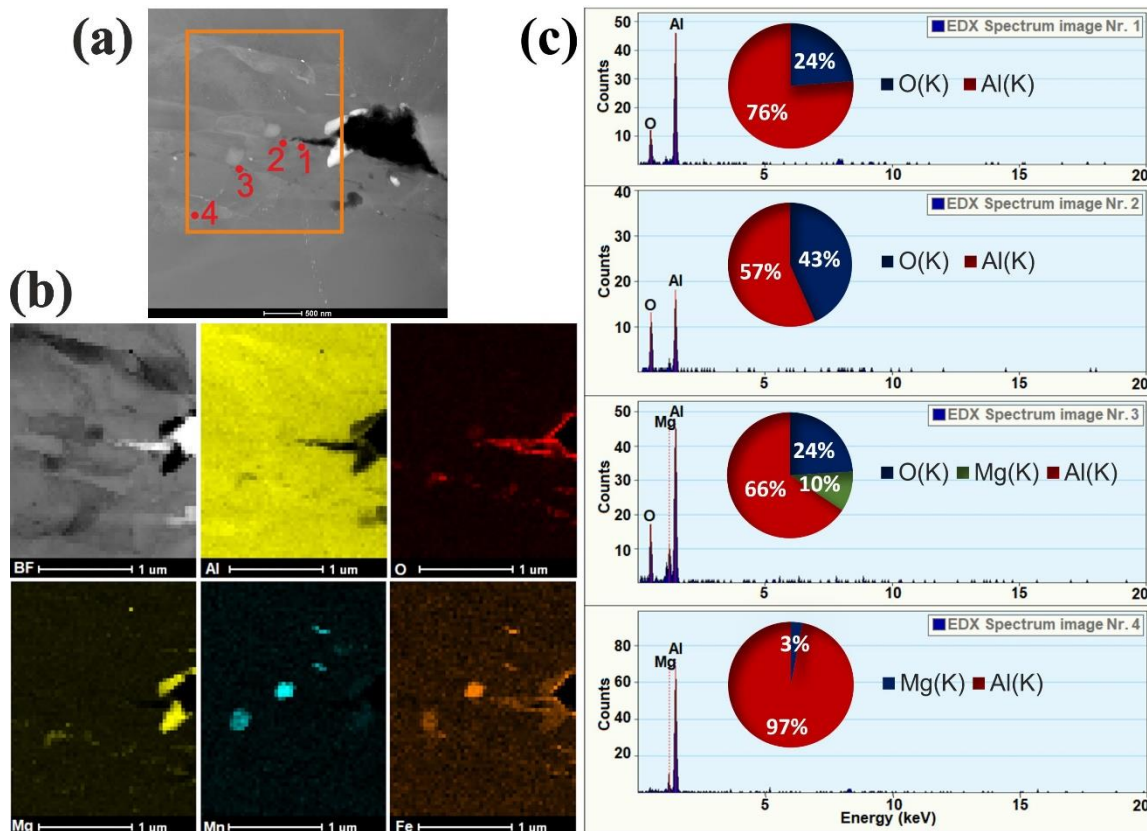 (a)
1
2
3
4
500 nm
(b)
BF 1 um
Al 1 um
O 1 um
Mg 1 um
Mn 1 um
Fe 1 um
(c)
EDX Spectrum image Nr. 1
Counts
50
40
30
20
10
O
Al
24%
76%
O(K) Al(K)
5 10 15 20
EDX Spectrum image Nr. 2
Counts
40
30
20
10
O
Al
43%
57%
O(K) Al(K)
5 10 15 20
EDX Spectrum image Nr. 3
Counts
50
40
30
20
10
O
Mg
Al
24%
10%
66%
O(K) Mg(K) Al(K)
5 10 15 20
EDX Spectrum image Nr. 4
Counts
80
60
40
20
Mg
Al
3%
97%
Mg(K) Al(K)
5 10 15 20
Energy (keV)